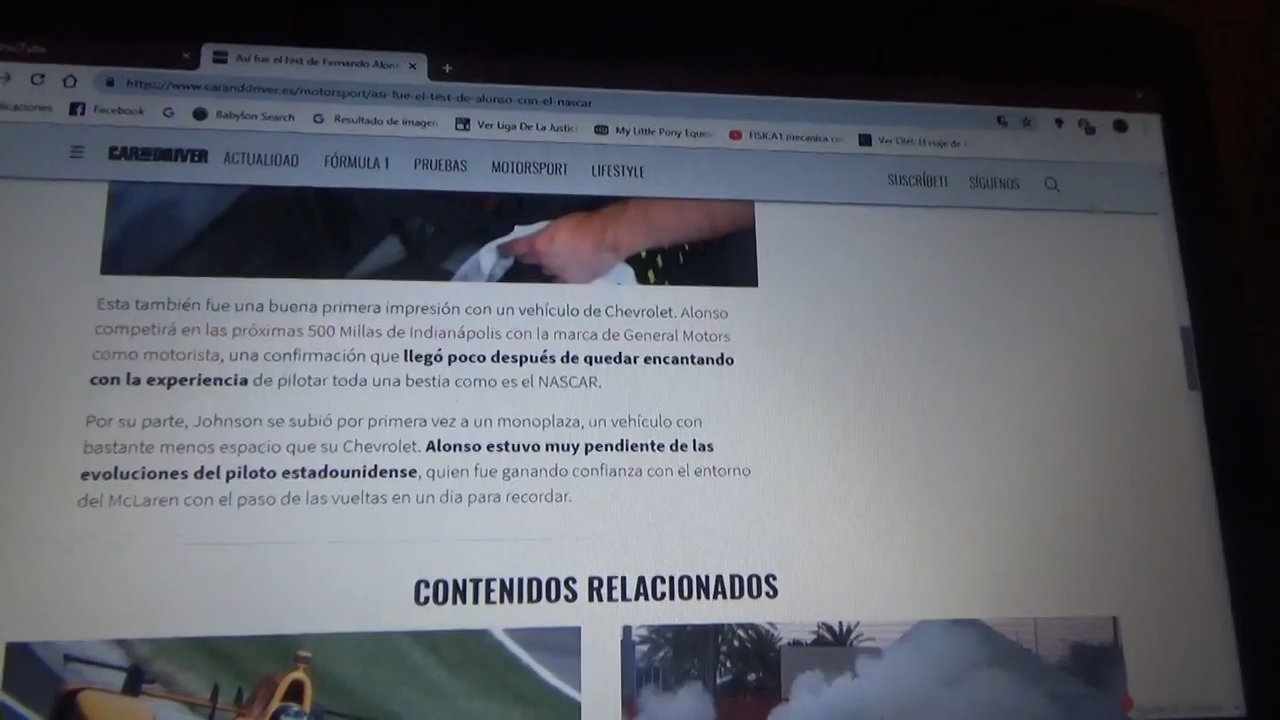 Así fue el test de Fernando Alons
https://www.caranddriver.es/motorsport/asi-fue-el-test-de-alonso-con-el-nascar
Facebook Babylon Search Resultado de imagen Ver Liga De La Justic My Little Pony Eques FISICA1 mecanica
CAR AND DRIVER ACTUALIDAD FÓRMULA 1 PRUEBAS MOTORSPORT LIFESTYLE SUSCRÍBETE SÍGUENOS
Esta también fue una buena primera impresión con un vehículo de Chevrolet. Alonso
competirá en las próximas 500 Millas de Indianápolis con la marca de General Motors
como motorista, una confirmación que llegó poco después de quedar encantando
con la experiencia de pilotar toda una bestia como es el NASCAR.
Por su parte, Johnson se subió por primera vez a un monoplaza, un vehículo con
bastante menos espacio que su Chevrolet. Alonso estuvo muy pendiente de las
evoluciones del piloto estadounidense, quien fue ganando confianza con el entorno
del McLaren con el paso de las vueltas en un día para recordar.
CONTENIDOS RELACIONADOS